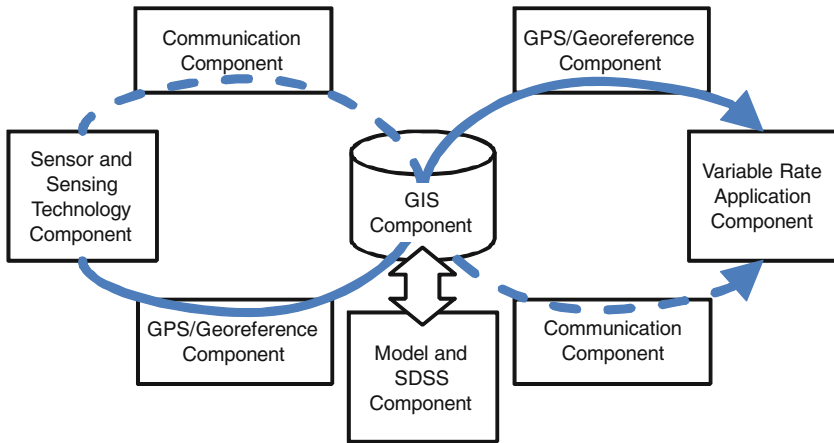 Communication
Component
GPS/Georeference
Component
Sensor and
Sensing
Technology
Component
GIS
Component
Variable Rate
Application
Component
GPS/Georeference
Component
Model and
SDSS
Component
Communication
Component